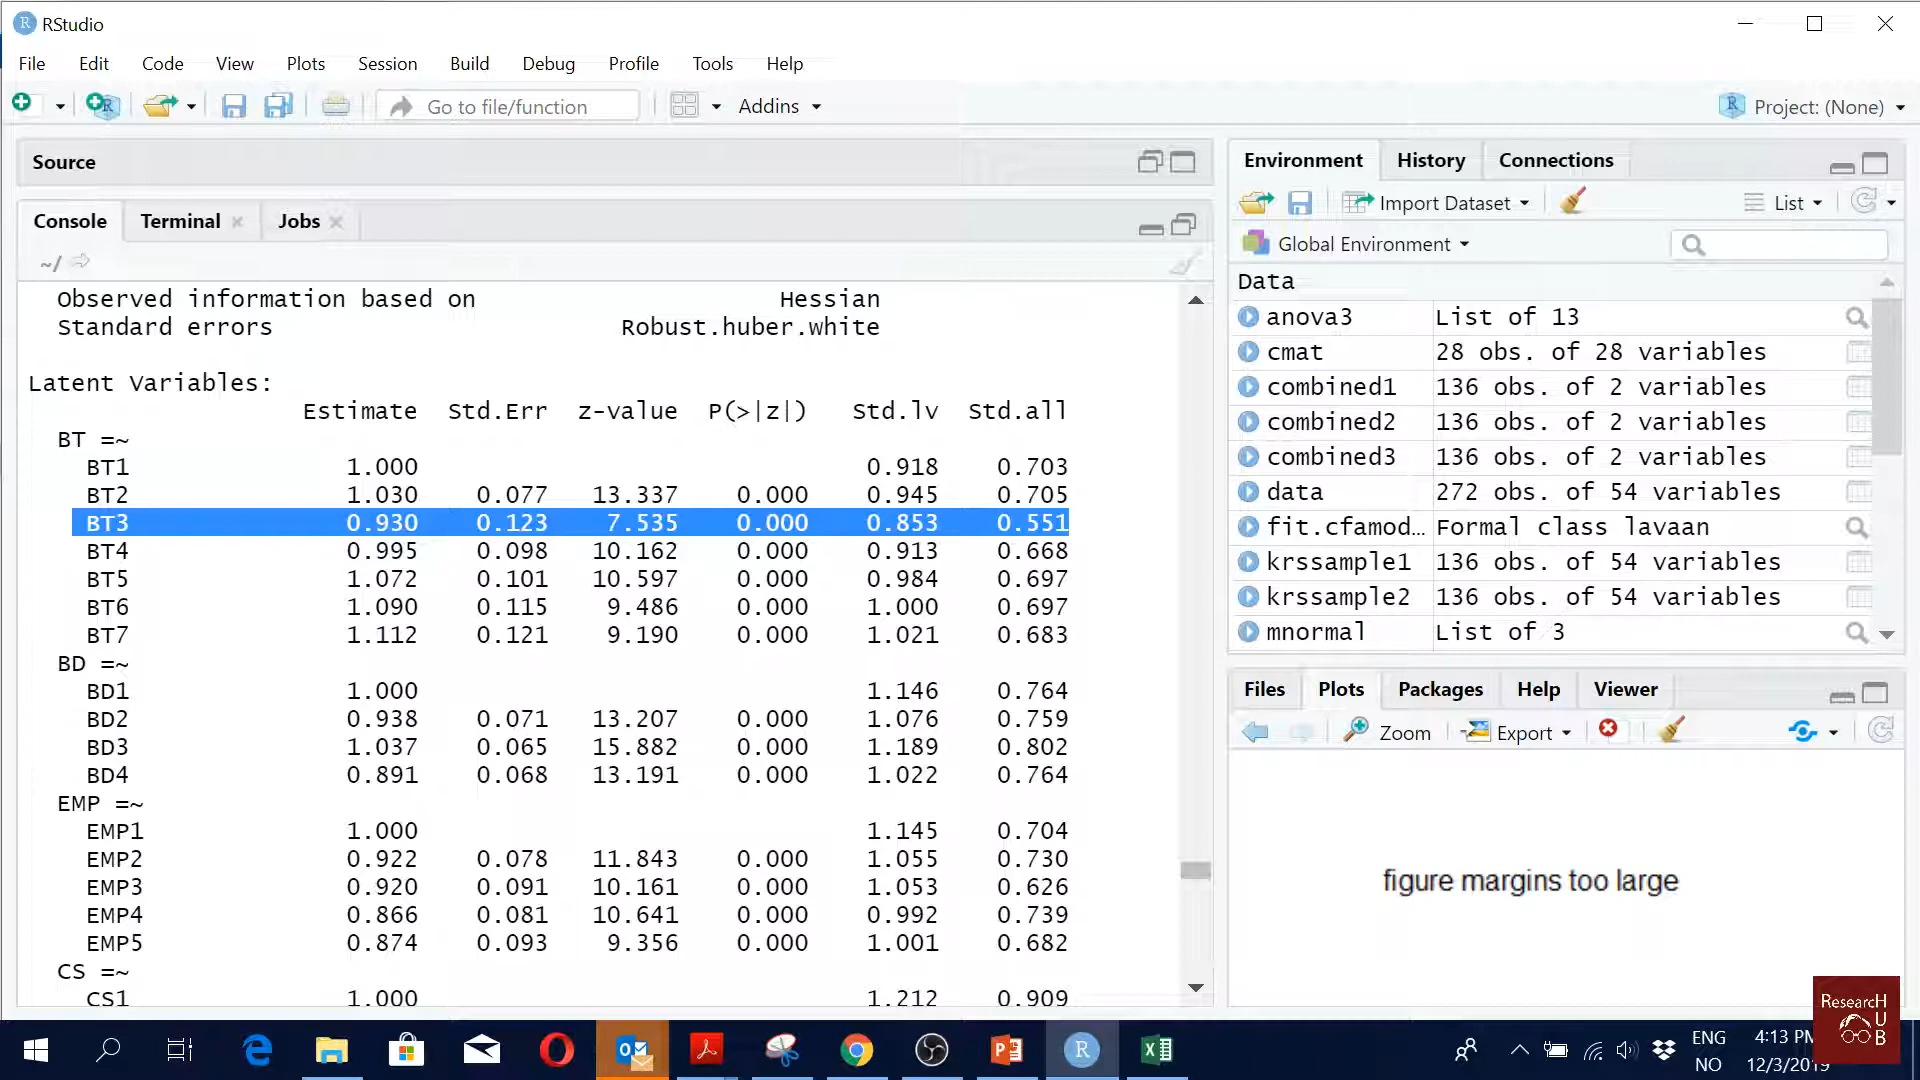 RStudio
File Edit Code View Plots Session Build Debug Profile Tools Help
Go to file/function Addins Project: (None)
Source
Console Terminal Jobs
~/
Observed information based on Hessian
Standard errors Robust.huber.white
Latent Variables:
Estimate Std.Err z-value P(>|z|) Std.lv Std.all
BT =~
BT1 1.000 0.918 0.703
BT2 1.030 0.077 13.337 0.000 0.945 0.705
BT3 0.930 0.123 7.535 0.000 0.853 0.551
BT4 0.995 0.098 10.162 0.000 0.913 0.668
BT5 1.072 0.101 10.597 0.000 0.984 0.697
BT6 1.090 0.115 9.486 0.000 1.000 0.697
BT7 1.112 0.121 9.190 0.000 1.021 0.683
BD =~
BD1 1.000 1.146 0.764
BD2 0.938 0.071 13.207 0.000 1.076 0.759
BD3 1.037 0.065 15.882 0.000 1.189 0.802
BD4 0.891 0.068 13.191 0.000 1.022 0.764
EMP =~
EMP1 1.000 1.145 0.704
EMP2 0.922 0.078 11.843 0.000 1.055 0.730
EMP3 0.920 0.091 10.161 0.000 1.053 0.626
EMP4 0.866 0.081 10.641 0.000 0.992 0.739
EMP5 0.874 0.093 9.356 0.000 1.001 0.682
CS =~
CS1 1.000 1.212 0.909
Environment History Connections
Import Dataset List
Global Environment
Data
anova3 List of 13
cmat 28 obs. of 28 variables
combined1 136 obs. of 2 variables
combined2 136 obs. of 2 variables
combined3 136 obs. of 2 variables
data 272 obs. of 54 variables
fit.cfamod… Formal class lavaan
krssample1 136 obs. of 54 variables
krssample2 136 obs. of 54 variables
mnormal List of 3
Files Plots Packages Help Viewer
Zoom Export
figure margins too large
ResearcH
U
B
ENG 4:13 PM
NO 12/3/2019